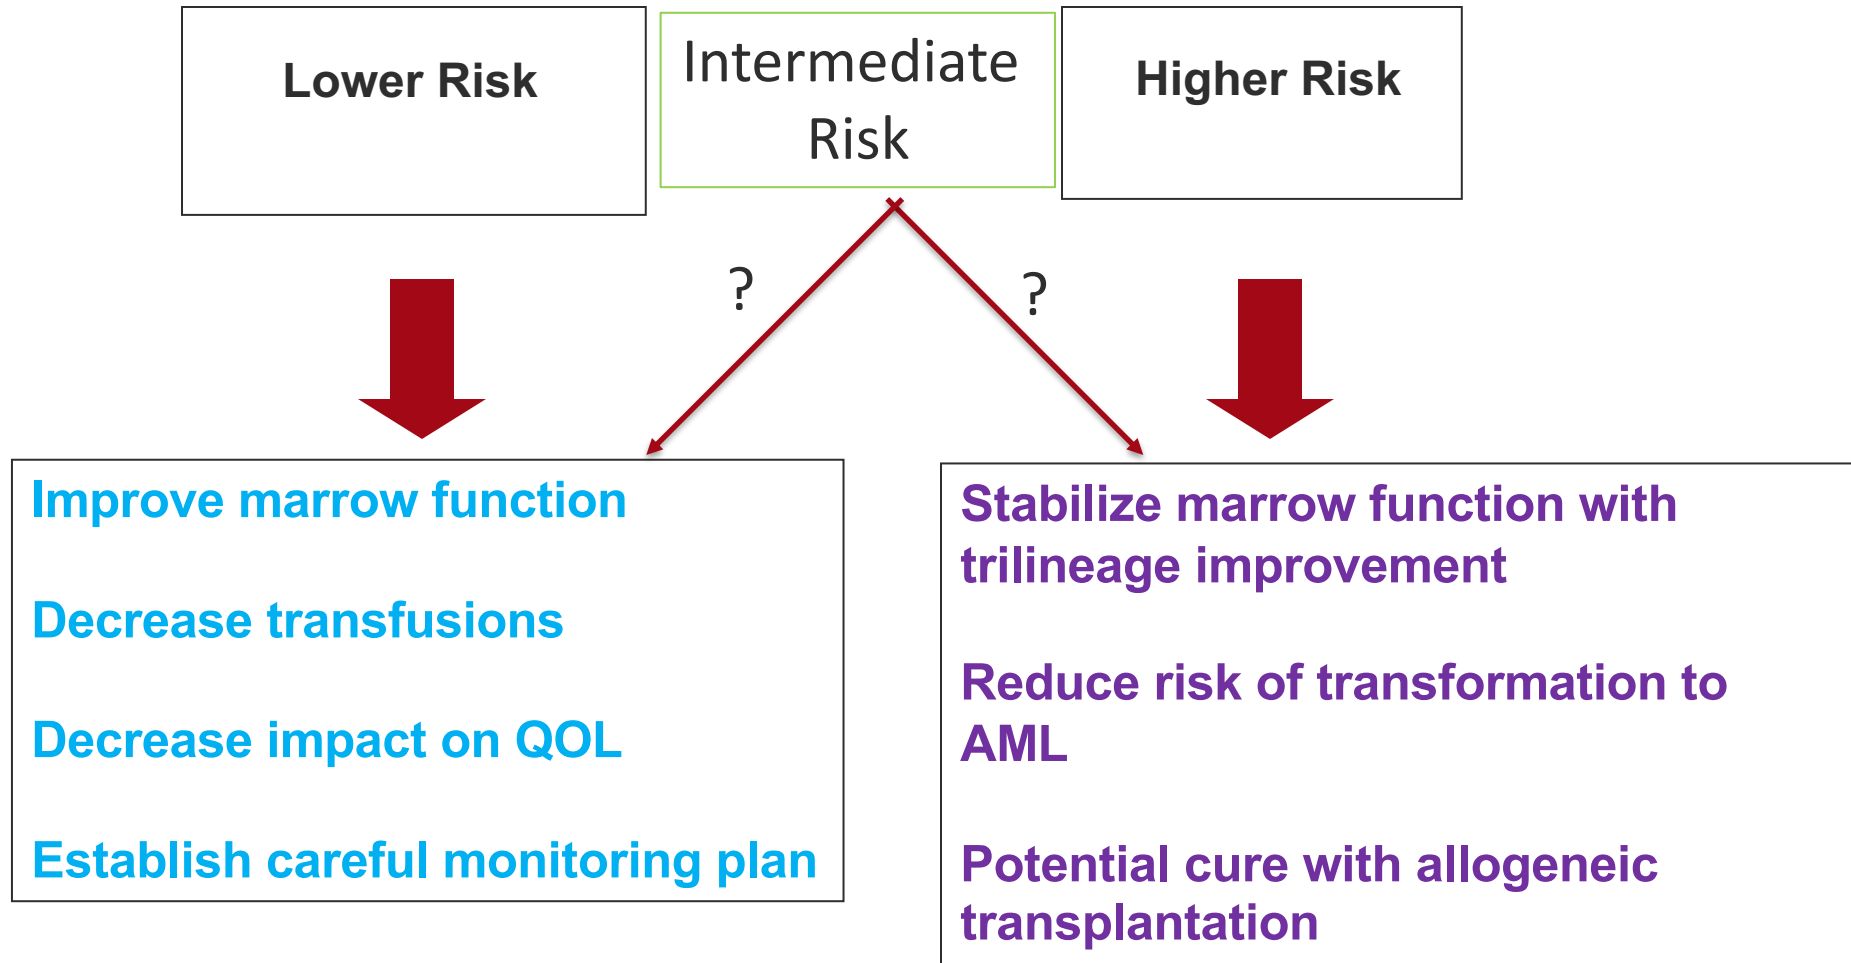 Lower Risk
Intermediate
Risk
Higher Risk
?
?
Improve marrow function
Decrease transfusions
Decrease impact on QOL
Establish careful monitoring plan
Stabilize marrow function with
trilineage improvement
Reduce risk of transformation to
AML
Potential cure with allogeneic
transplantation